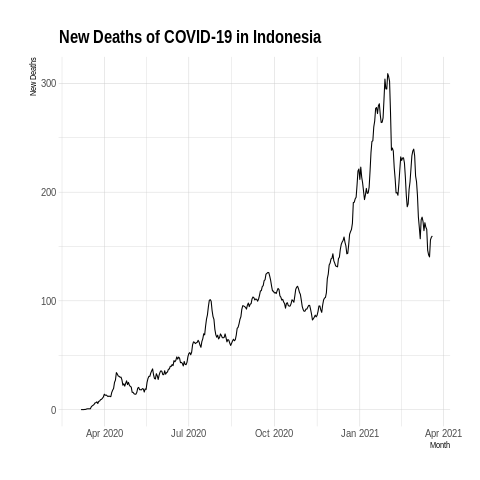 New Deaths of COVID-19 in Indonesia
New Deaths
300
200
100
0
Apr 2020 Jul 2020 Oct 2020 Jan 2021 Apr 2021
Month